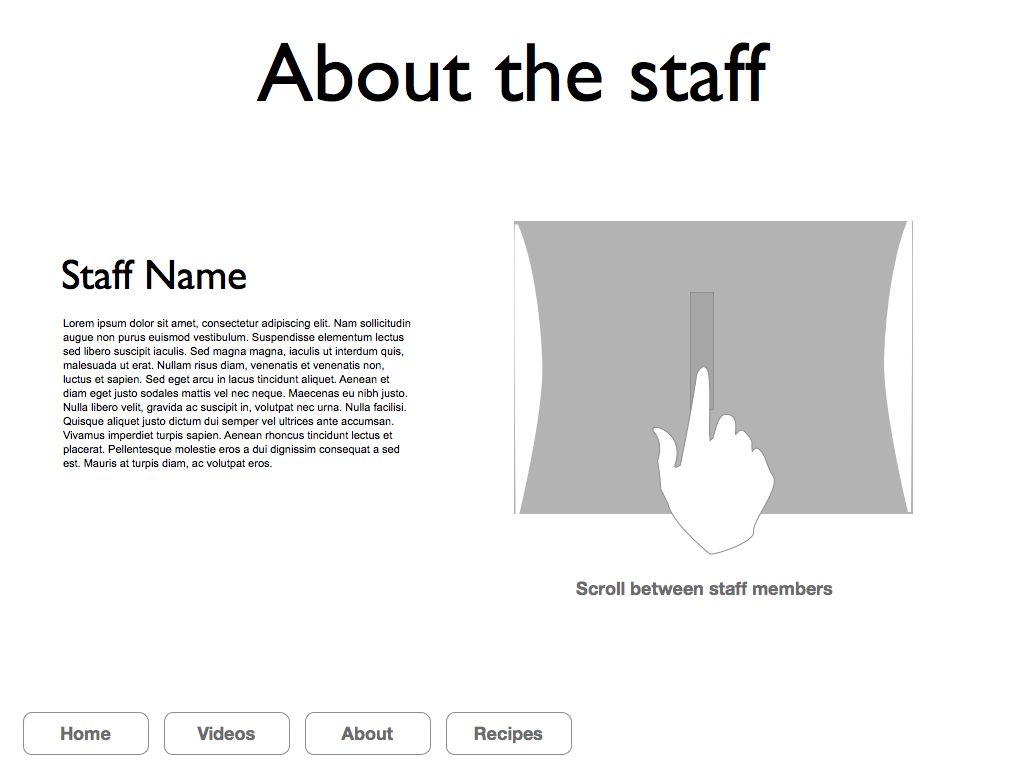 About the staff
Staff Name
Lorem ipsum dolor sit amet, consectetur adipiscing elit. Nam sollicitudin
augue non purus euismod vestibulum. Suspendisse elementum lectus
sed libero suscipit iaculis. Sed magna magna, iaculis ut interdum quis,
malesuada ut erat. Nullam risus diam, venenatis et venenatis non,
luctus et sapien. Sed eget arcu in lacus tincidunt aliquet. Aenean et
diam eget justo sodales mattis vel nec neque. Maecenas eu nibh justo.
Nulla libero velit, gravida ac suscipit in, volutpat nec urna. Nulla facilisi.
Quisque aliquet justo dictum dui semper vel ultrices ante accumsan.
Vivamus imperdiet turpis sapien. Aenean rhoncus tincidunt lectus et
placerat. Pellentesque molestie eros a dui dignissim consequat a sed
est. Mauris at turpis diam, ac volutpat eros.
Scroll between staff members
Home
Videos
About
Recipes